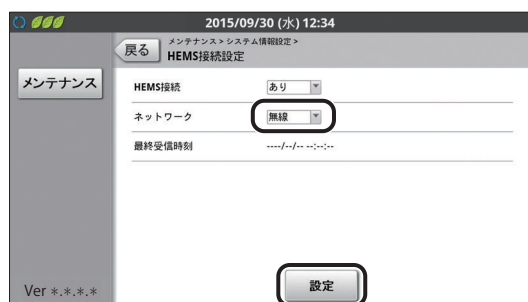 2015/09/30 (水) 12:34
戻る
メンテナンス > システム情報設定 >
HEMS接続設定
メンテナンス
HEMS接続 あり
ネットワーク 無線
最終受信時刻 ----/--/-- --:--:--
設定
Ver *.*.*.*